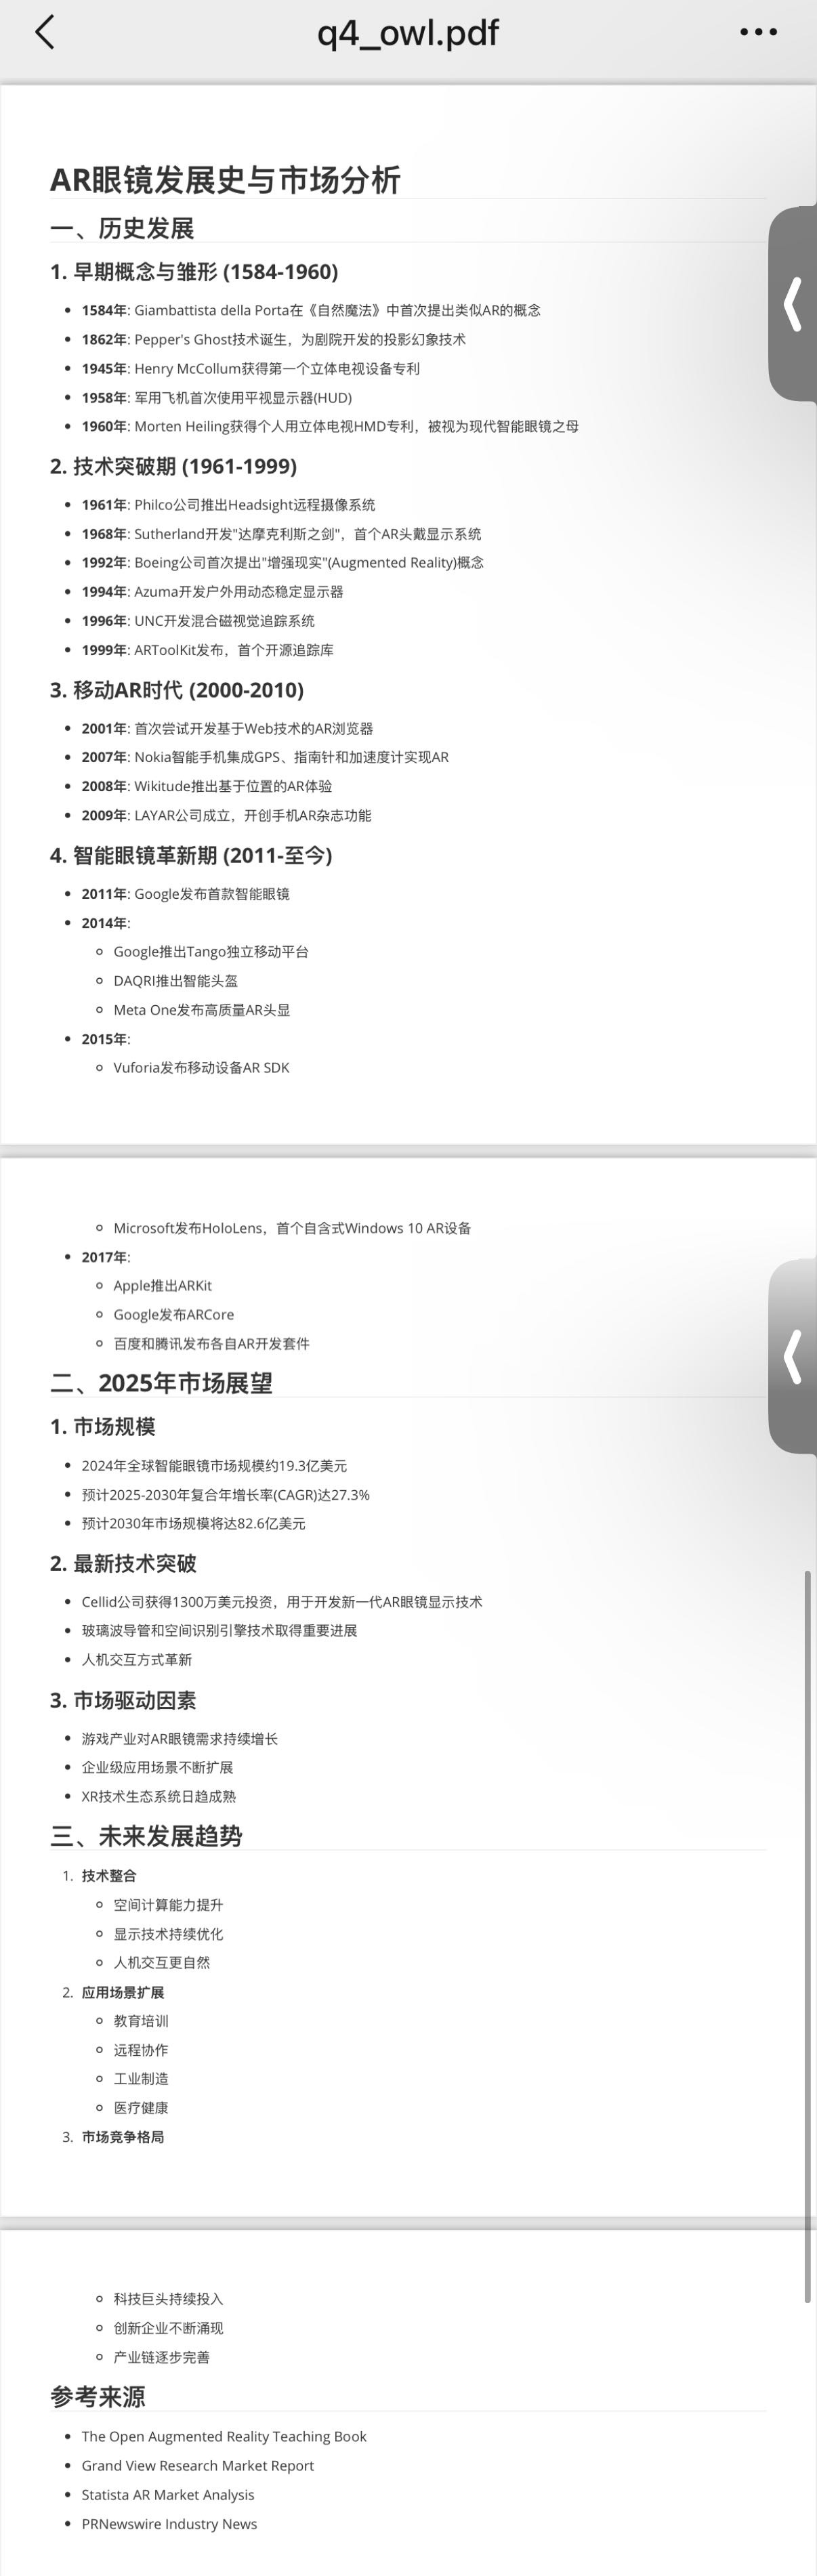 q4_owl.pdf
AR眼镜发展史与市场分析
一、历史发展
1. 早期概念与雏形 (1584-1960)
• 1584年: Giambattista della Porta在《自然魔法》中首次提出类似AR的概念
• 1862年: Pepper's Ghost技术诞生，为剧院开发的投影幻象技术
• 1945年: Henry McCollum获得第一个立体电视设备专利
• 1958年: 军用飞机首次使用平视显示器(HUD)
• 1960年: Morten Heiling获得个人用立体电视HMD专利，被视为现代智能眼镜之母
2. 技术突破期 (1961-1999)
• 1961年: Philco公司推出Headsight远程摄像系统
• 1968年: Sutherland开发"达摩克利斯之剑"，首个AR头戴显示系统
• 1992年: Boeing公司首次提出"增强现实"(Augmented Reality)概念
• 1994年: Azuma开发户外用动态稳定显示器
• 1996年: UNC开发混合磁视觉追踪系统
• 1999年: ARToolKit发布，首个开源追踪库
3. 移动AR时代 (2000-2010)
• 2001年: 首次尝试开发基于Web技术的AR浏览器
• 2007年: Nokia智能手机集成GPS、指南针和加速度计实现AR
• 2008年: Wikitude推出基于位置的AR体验
• 2009年: LAYAR公司成立，开创手机AR杂志功能
4. 智能眼镜革新期 (2011-至今)
• 2011年: Google发布首款智能眼镜
• 2014年:
○ Google推出Tango独立移动平台
○ DAQRI推出智能头盔
○ Meta One发布高质量AR头显
• 2015年:
○ Vuforia发布移动设备AR SDK
○ Microsoft发布HoloLens，首个自含式Windows 10 AR设备
• 2017年:
○ Apple推出ARKit
○ Google发布ARCore
○ 百度和腾讯发布各自AR开发套件
二、2025年市场展望
1. 市场规模
• 2024年全球智能眼镜市场规模约19.3亿美元
• 预计2025-2030年复合年增长率(CAGR)达27.3%
• 预计2030年市场规模将达82.6亿美元
2. 最新技术突破
• Cellid公司获得1300万美元投资，用于开发新一代AR眼镜显示技术
• 玻璃波导管和空间识别引擎技术取得重要进展
• 人机交互方式革新
3. 市场驱动因素
• 游戏产业对AR眼镜需求持续增长
• 企业级应用场景不断扩展
• XR技术生态系统日趋成熟
三、未来发展趋势
1. 技术整合
○ 空间计算能力提升
○ 显示技术持续优化
○ 人机交互更自然
2. 应用场景扩展
○ 教育培训
○ 远程协作
○ 工业制造
○ 医疗健康
3. 市场竞争格局
○ 科技巨头持续投入
○ 创新企业不断涌现
○ 产业链逐步完善
参考来源
• The Open Augmented Reality Teaching Book
• Grand View Research Market Report
• Statista AR Market Analysis
• PRNewswire Industry News